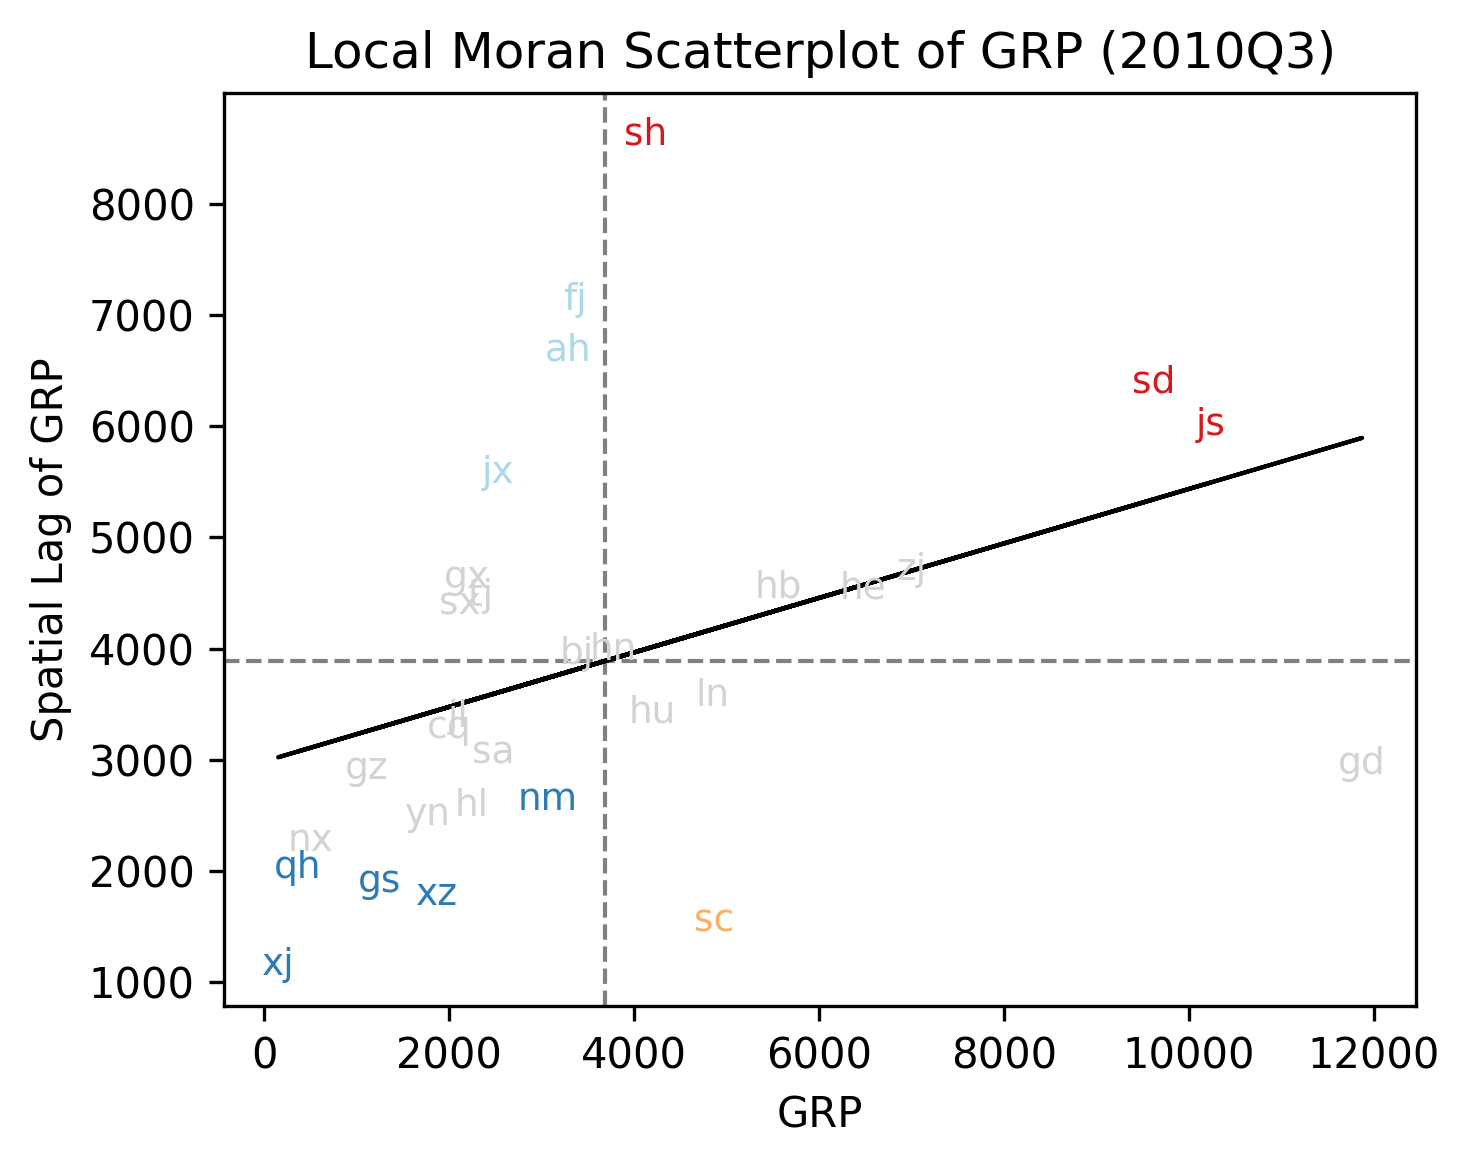 Local Moran Scatterplot of GRP (2010Q3)
Spatial Lag of GRP
8000
7000
6000
5000
4000
3000
2000
1000
sh
fj
ah
sd
js
jx
gx
tj
sx
hb
he
zj
bj
hn
ln
hu
jl
cq
sa
gz
gd
nm
hl
yn
nx
qh
gs
xz
sc
xj
0
2000
4000
6000
8000
10000
12000
GRP